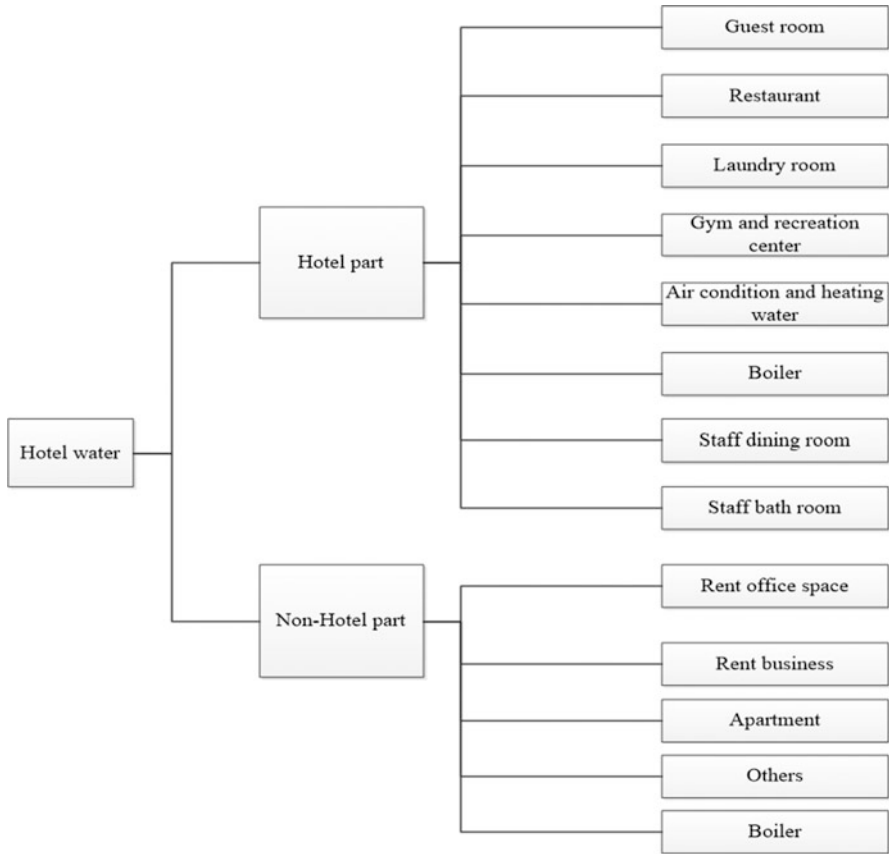 Hotel water
Hotel part
Guest room
Restaurant
Laundry room
Gym and recreation
center
Air condition and heating
water
Boiler
Staff dining room
Staff bath room
Non-Hotel part
Rent office space
Rent business
Apartment
Others
Boiler